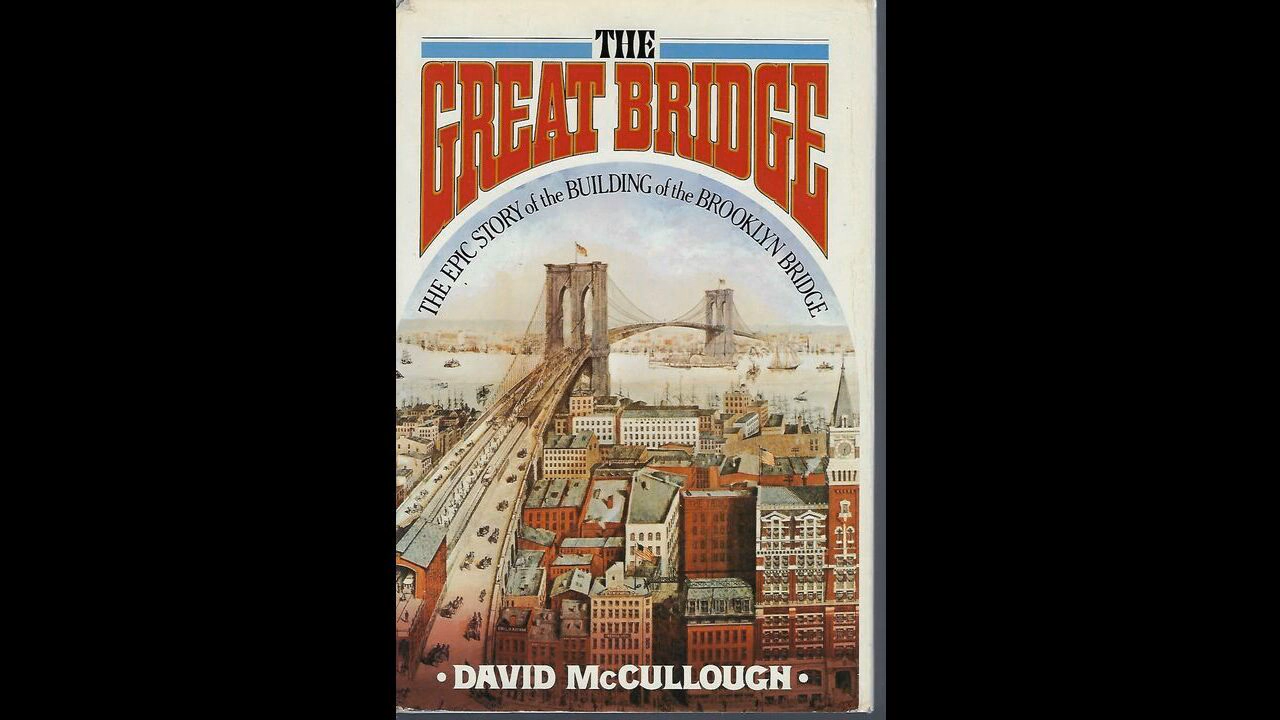 THE
GREAT BRIDGE
THE EPIC STORY of the BUILDING of the BROOKLYN BRIDGE
• DAVID McCULLOUGH •